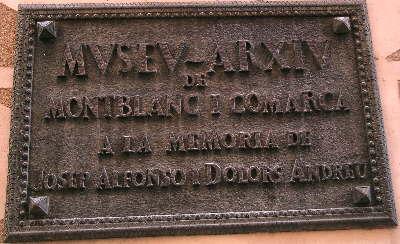 MVSEV-ARXIV
DE
MONTBLANC I COMARCA
A LA MEMORIA DE
JOSEP ALFONSO I DOLORS ANDREU